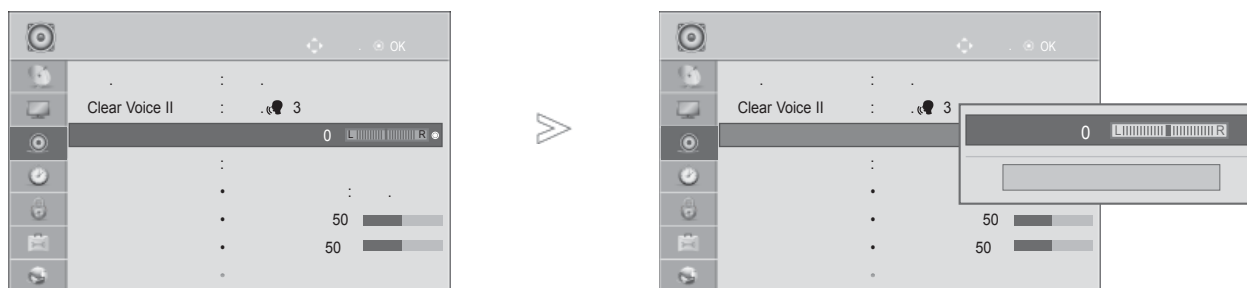 . ◉ OK
. : .
Clear Voice II : . 3
0 L R
:
• : .
• 50
• 50
•
>
. ◉ OK
. : .
Clear Voice II : . 3
0 L R
:
•
• 50
• 50
•